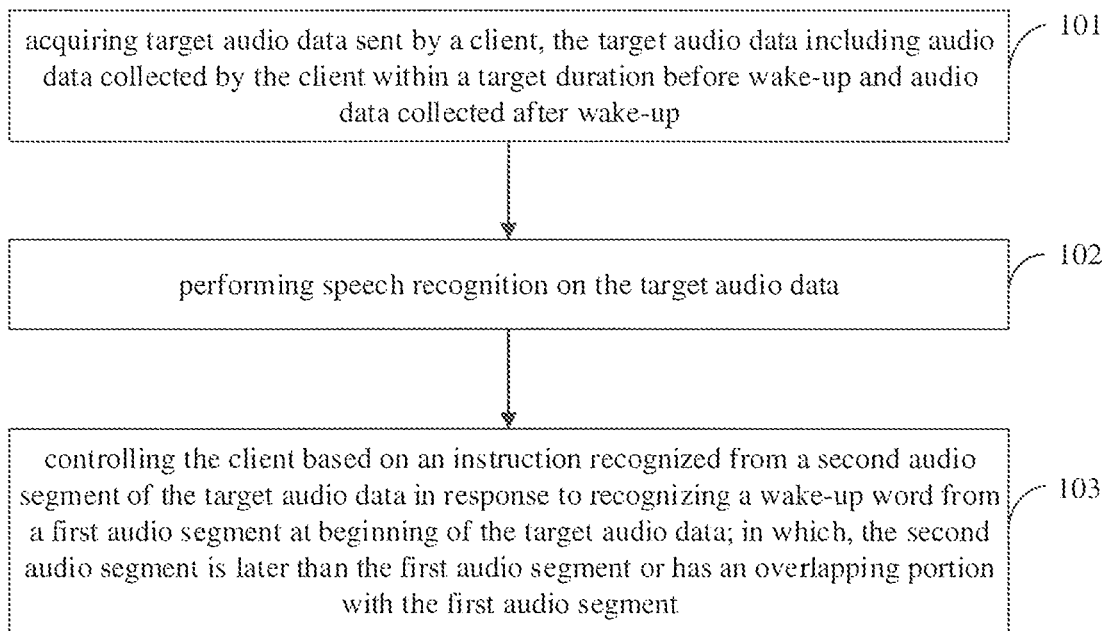 acquiring target audio data sent by a client, the target audio data including audio
data collected by the client within a target duration before wake-up and audio
data collected after wake-up
101
performing speech recognition on the target audio data
102
controlling the client based on an instruction recognized from a second audio
segment of the target audio data in response to recognizing a wake-up word from
a first audio segment at beginning of the target audio data; in which, the second
audio segment is later than the first audio segment or has an overlapping portion
with the first audio segment
103